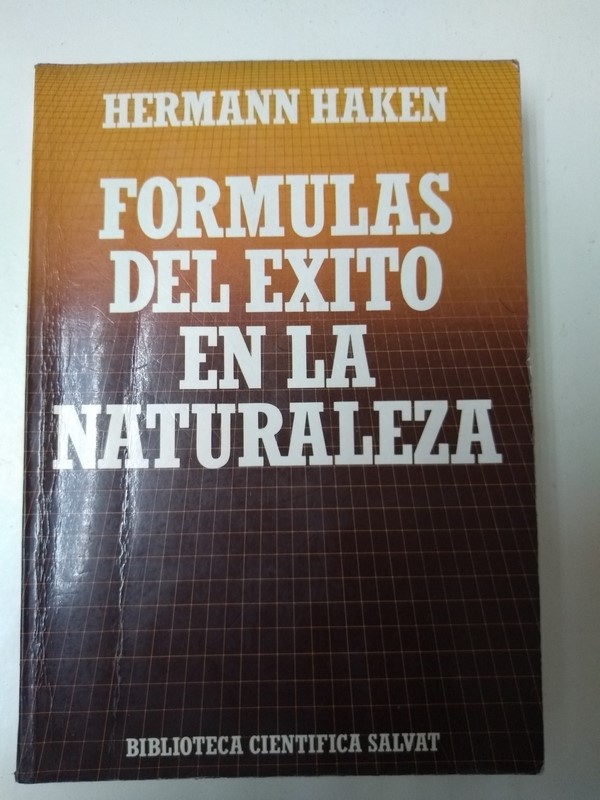 HERMANN HAKEN
FORMULAS
DEL EXITO
EN LA
NATURALEZA
BIBLIOTECA CIENTIFICA SALVAT